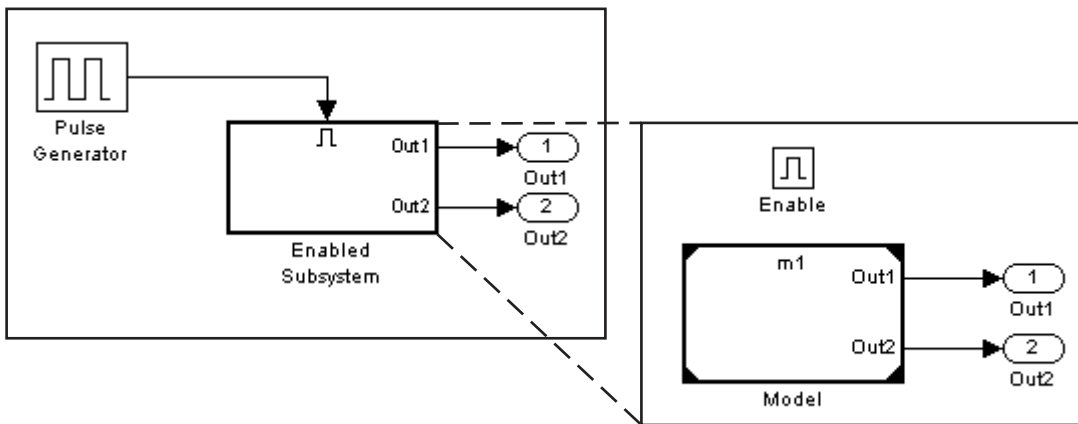 Pulse
Generator
Out1
1
Out1
Out2
2
Out2
Enabled
Subsystem
Enable
m1
Out1
1
Out1
Out2
2
Out2
Model